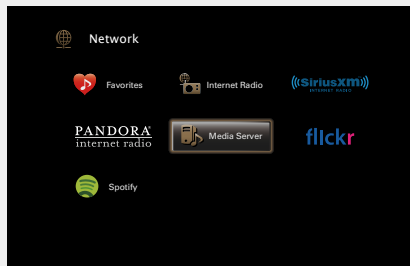 Network
Favorites
Internet Radio
((SiriusXM))
INTERNET RADIO
PANDORA®
internet radio
Media Server
flickr
Spotify